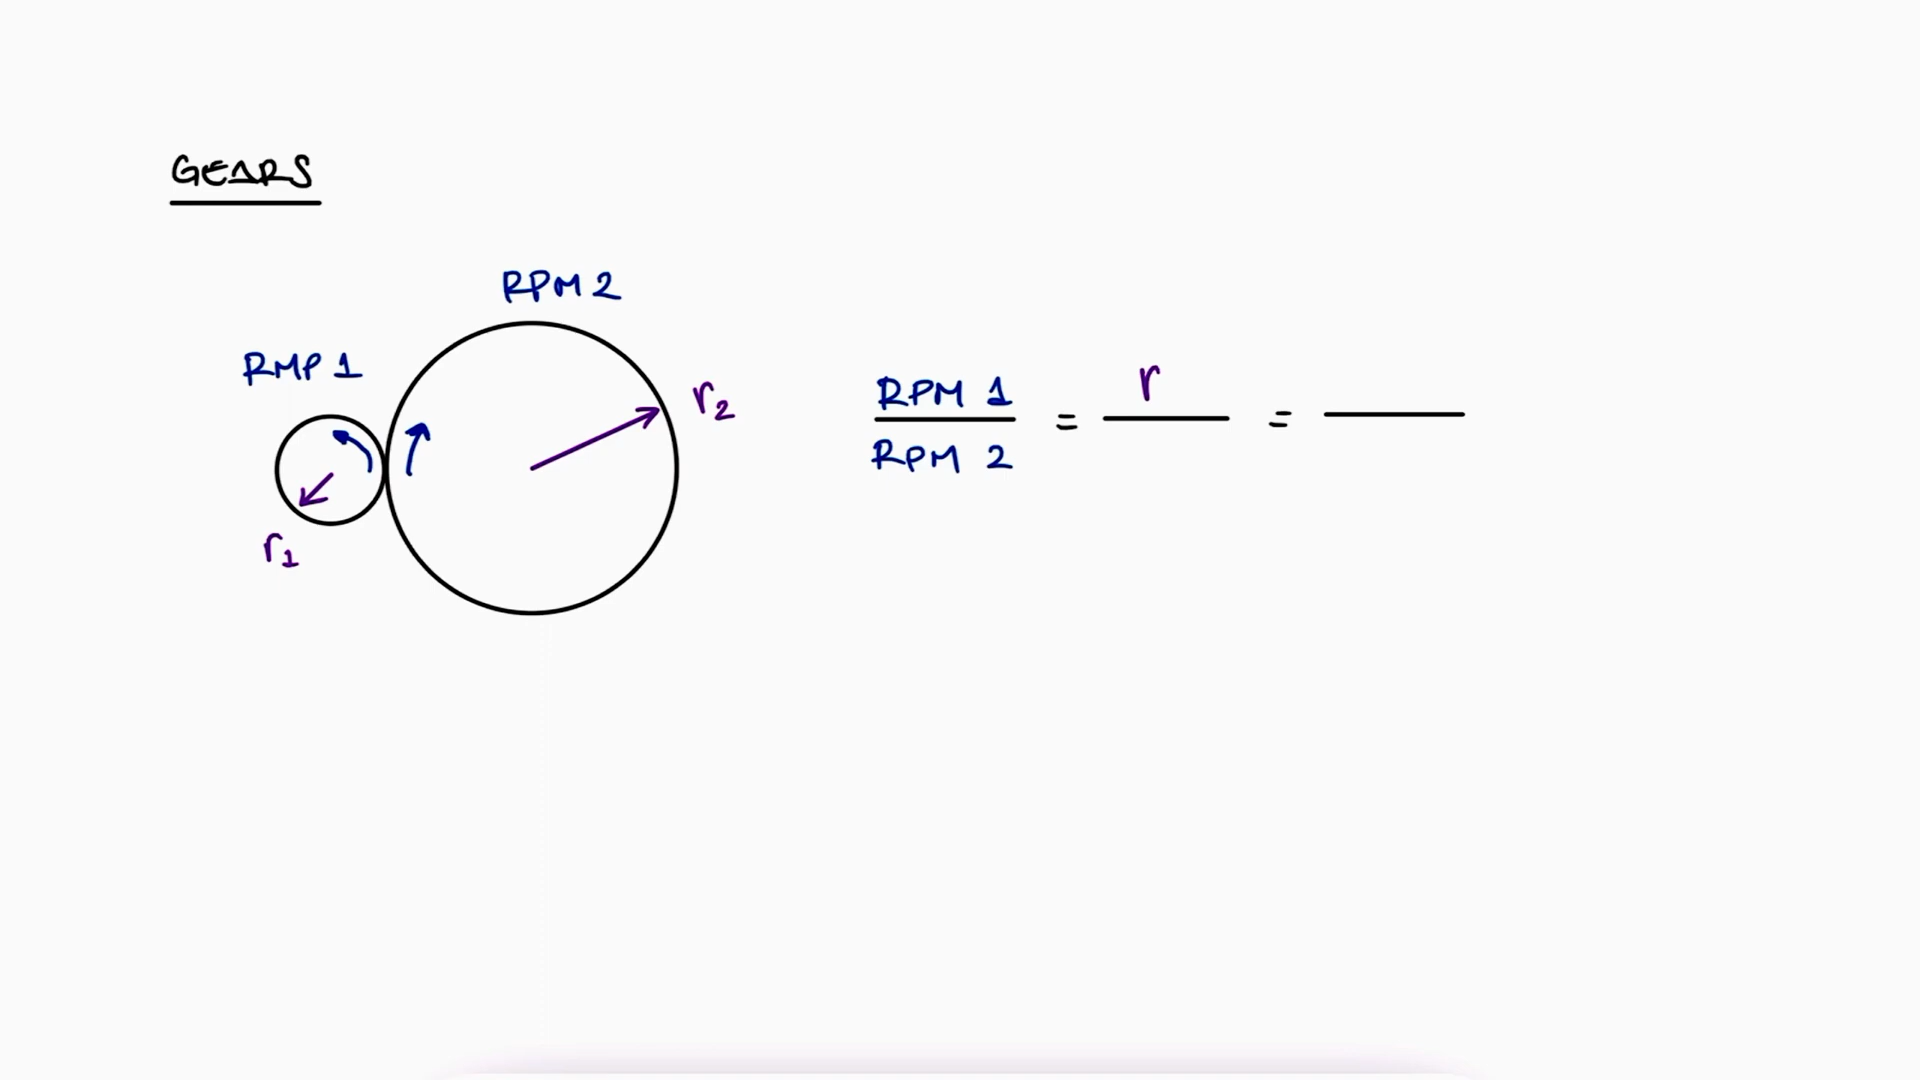 GEARS
RPM 2
RMP 1
r2
r1
RPM 1
RPM 2
= r =